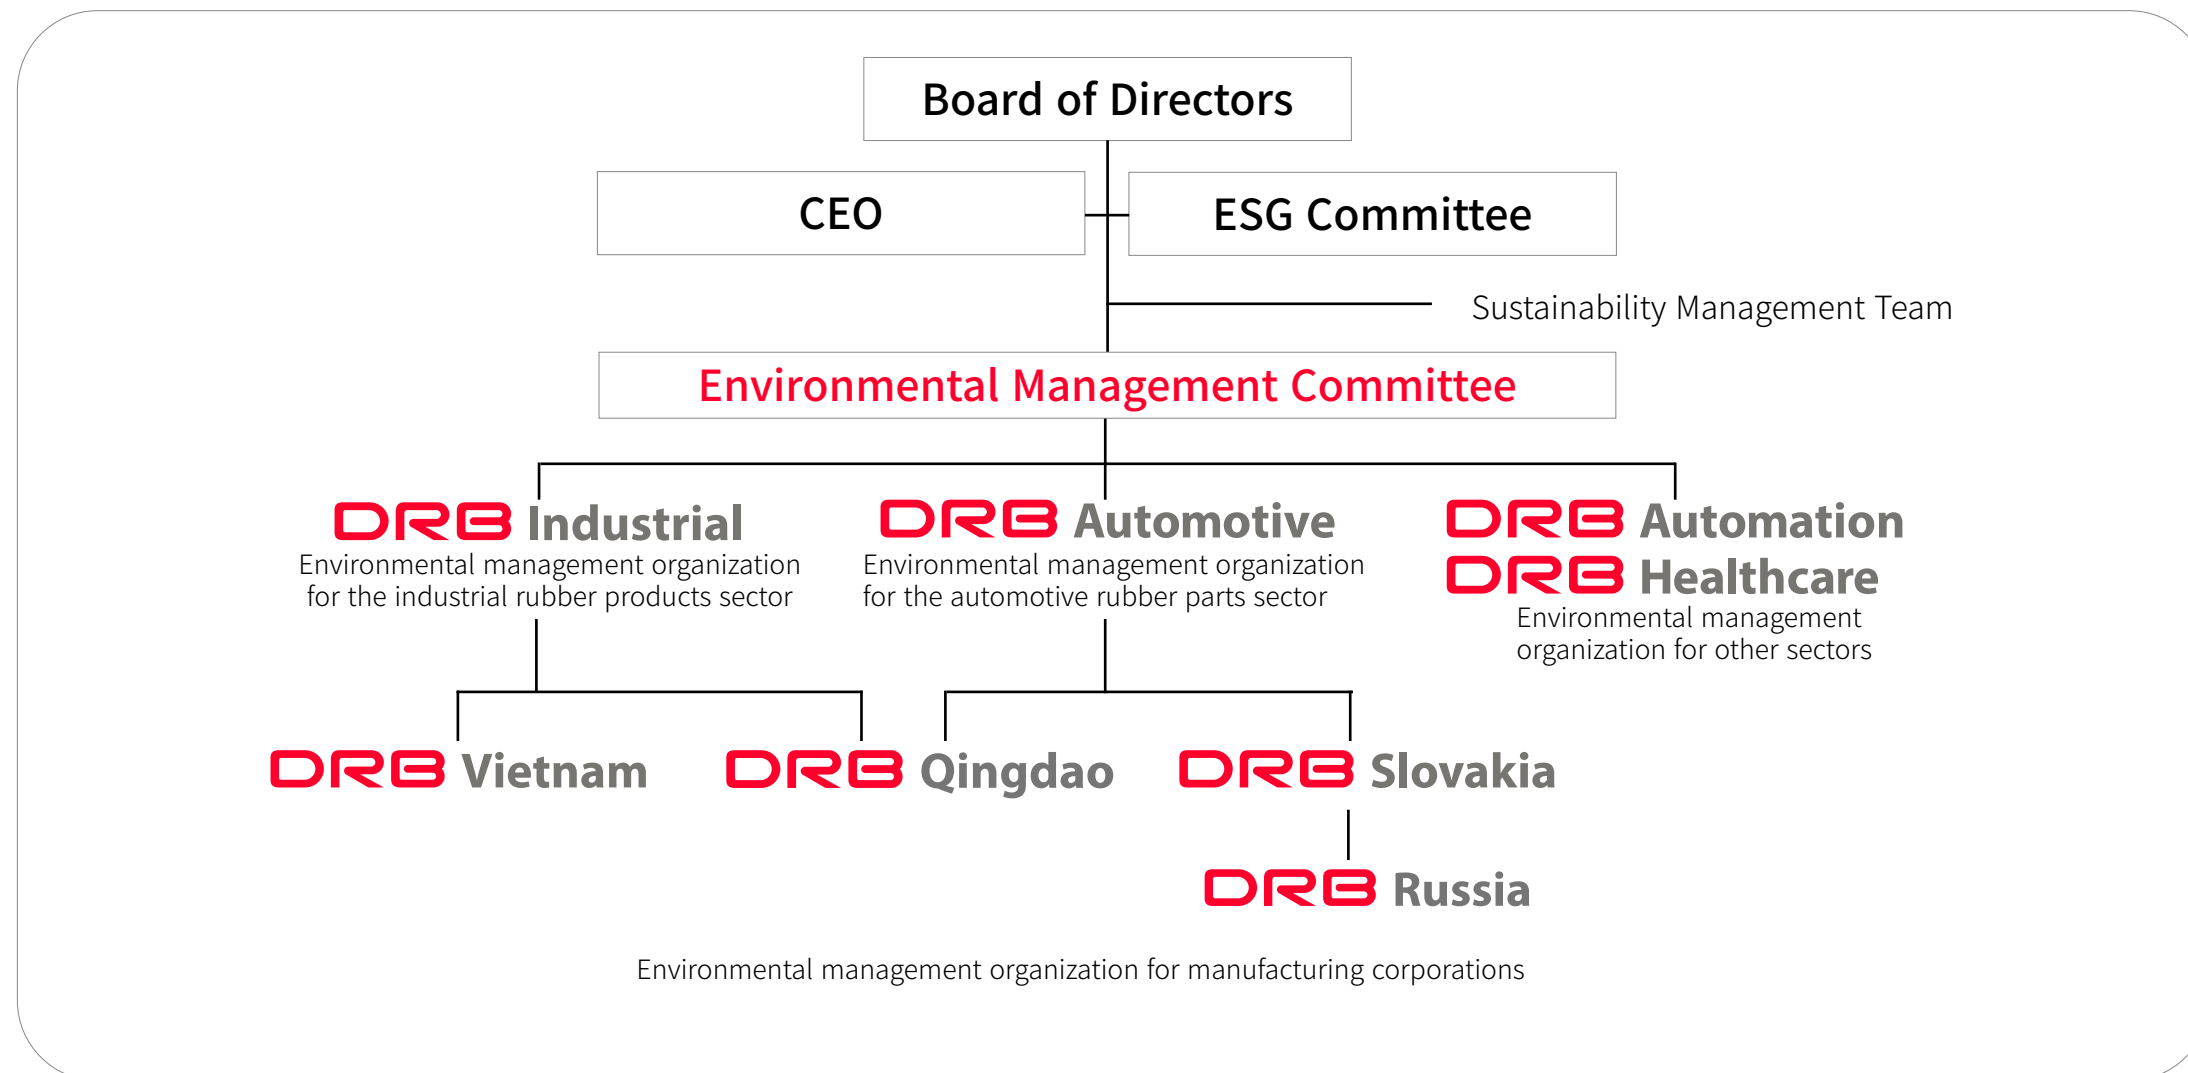 Board of Directors
CEO
ESG Committee
Sustainability Management Team
Environmental Management Committee
DRB Industrial
Environmental management organization
for the industrial rubber products sector
DRB Automotive
Environmental management organization
for the automotive rubber parts sector
DRB Automation
DRB Healthcare
Environmental management
organization for other sectors
DRB Vietnam
DRB Qingdao
DRB Slovakia
DRB Russia
Environmental management organization for manufacturing corporations